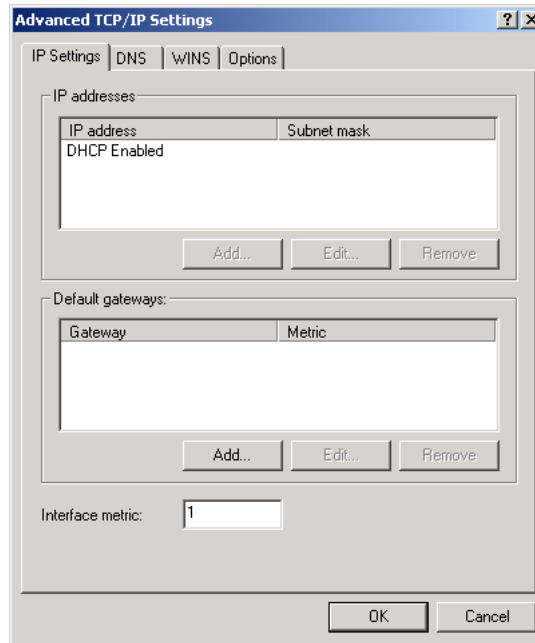 Advanced TCP/IP Settings
IP Settings DNS WINS Options
IP addresses
IP address Subnet mask
DHCP Enabled
Add... Edit... Remove
Default gateways:
Gateway Metric
Add... Edit... Remove
Interface metric: 1
OK Cancel